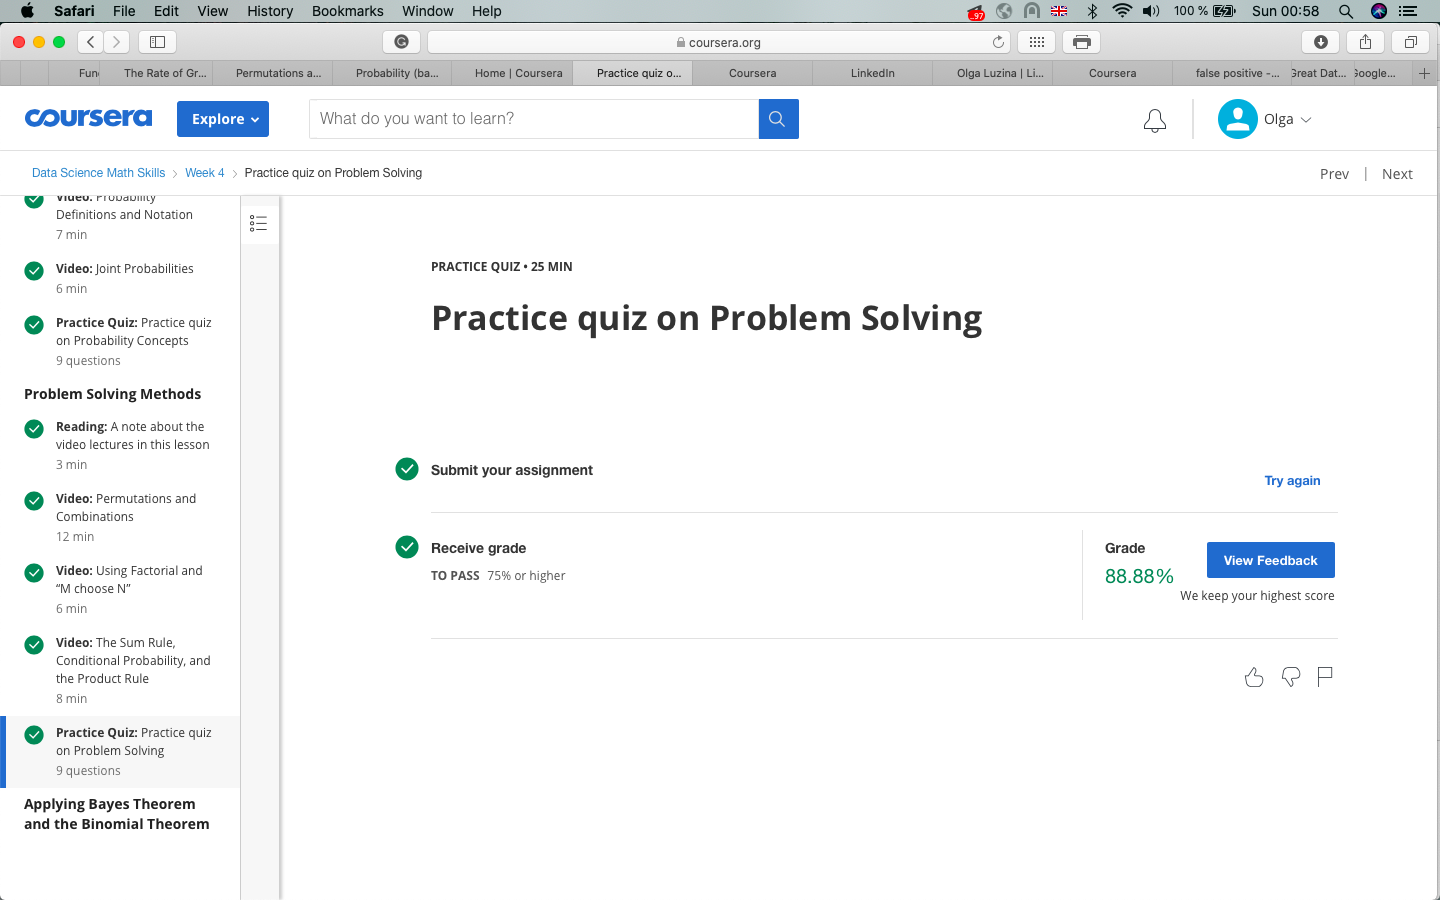 Safari File Edit View History Bookmarks Window Help
.97
100 %
Sun 00:58
coursera.org
Fun
The Rate of Gr...
Permutations a...
Probability (ba...
Home | Coursera
Practice quiz o...
Coursera
LinkedIn
Olga Luzina | Li...
Coursera
false positive -...
Great Dat...
Google...
coursera
Explore
What do you want to learn?
Olga
Data Science Math Skills > Week 4 > Practice quiz on Problem Solving
Prev | Next
Video: Probability
Definitions and Notation
7 min
Video: Joint Probabilities
6 min
Practice Quiz: Practice quiz
on Probability Concepts
9 questions
Problem Solving Methods
Reading: A note about the
video lectures in this lesson
3 min
Video: Permutations and
Combinations
12 min
Video: Using Factorial and
“M choose N”
6 min
Video: The Sum Rule,
Conditional Probability, and
the Product Rule
8 min
Practice Quiz: Practice quiz
on Problem Solving
9 questions
Applying Bayes Theorem
and the Binomial Theorem
PRACTICE QUIZ • 25 MIN
Practice quiz on Problem Solving
Submit your assignment
Try again
Receive grade
TO PASS 75% or higher
Grade
88.88%
View Feedback
We keep your highest score